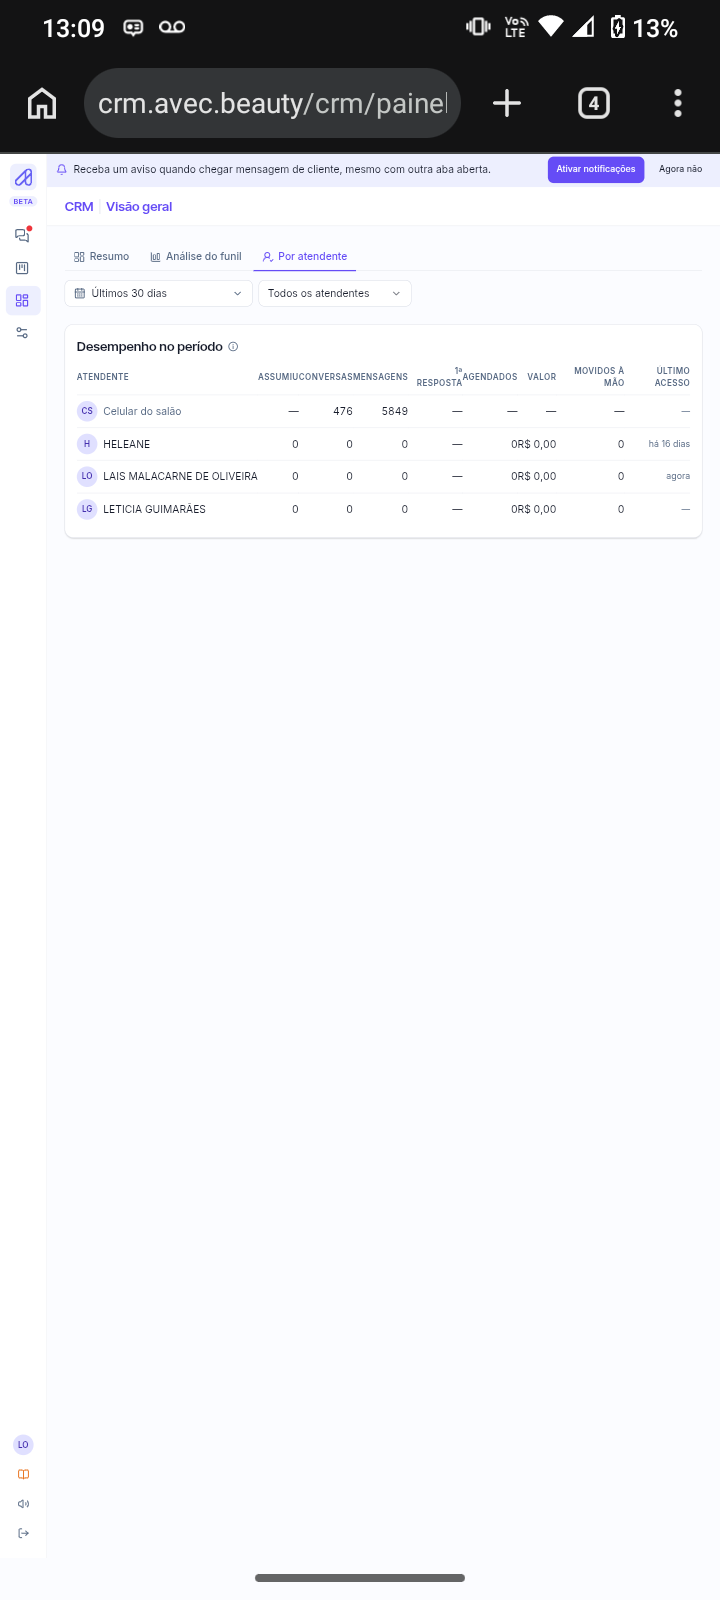 13:09
Vo
LTE
13%
crm.avec.beauty/crm/paine
4
Receba um aviso quando chegar mensagem de cliente, mesmo com outra aba aberta.
Ativar notificações
Agora não
BETA
CRM
Visão geral
Resumo
Análise do funil
Por atendente
Últimos 30 dias
Todos os atendentes
Desempenho no período
ATENDENTE ASSUMIU CONVERSAS MENSAGENS 1ª RESPOSTA AGENDADOS VALOR MOVIDOS À MÃO ÚLTIMO ACESSO
CS Celular do salão — 476 5849 — — — — —
H HELEANE 0 0 0 — 0 R$ 0,00 0 há 16 dias
LO LAIS MALACARNE DE OLIVEIRA 0 0 0 — 0 R$ 0,00 0 agora
LG LETICIA GUIMARÃES 0 0 0 — 0 R$ 0,00 0 —
LO